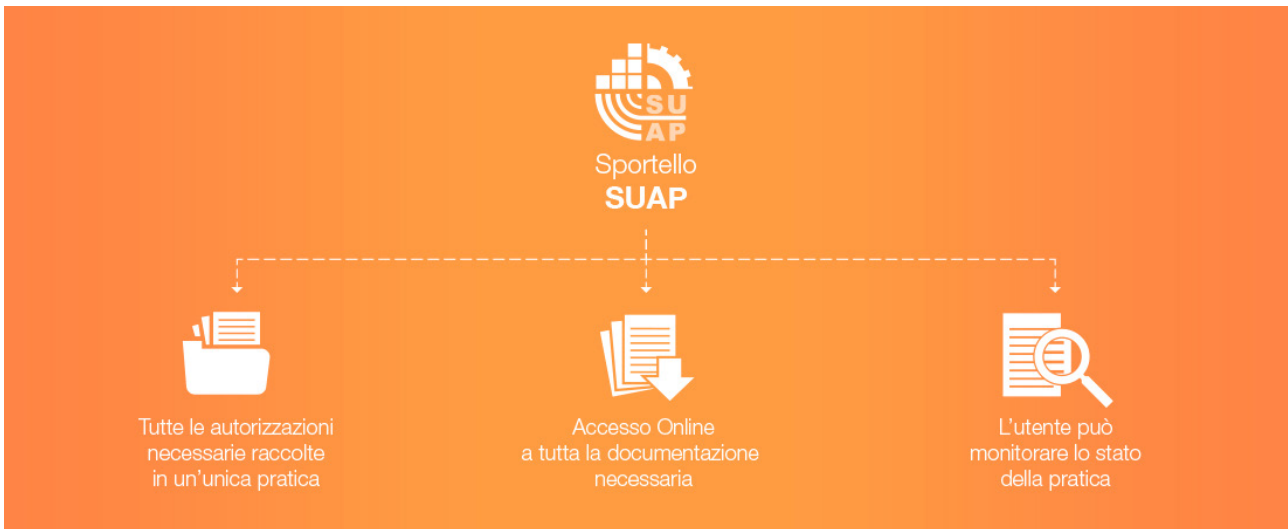 SU
AP
Sportello
SUAP
Tutte le autorizzazioni
necessarie raccolte
in un'unica pratica
Accesso Online
a tutta la documentazione
necessaria
L'utente può
monitorare lo stato
della pratica